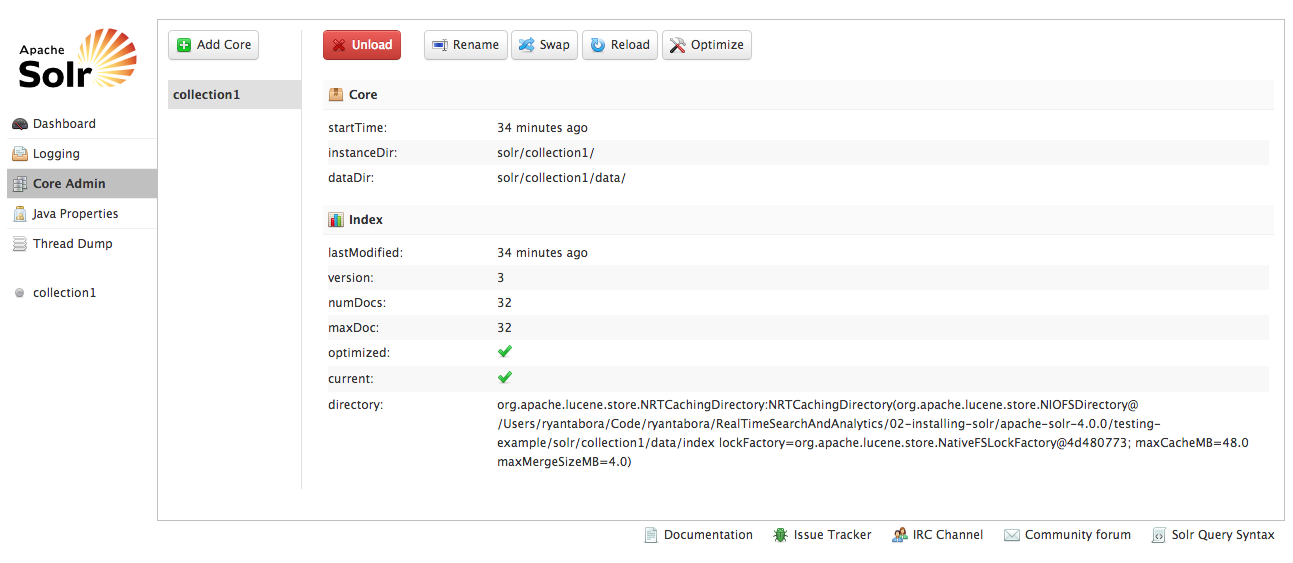 Apache
Solr
Dashboard
Logging
Core Admin
Java Properties
Thread Dump
collection1
Add Core
collection1
Unload
Rename
Swap
Reload
Optimize
Core
startTime: 34 minutes ago
instanceDir: solr/collection1/
dataDir: solr/collection1/data/
Index
lastModified: 34 minutes ago
version: 3
numDocs: 32
maxDoc: 32
optimized:
current:
directory: org.apache.lucene.store.NRTCachingDirectory:NRTCachingDirectory(org.apache.lucene.store.NIOFSDirectory@
/Users/ryantabora/Code/ryantabora/RealTimeSearchAndAnalytics/02-installing-solr/apache-solr-4.0.0/testing-
example/solr/collection1/data/index lockFactory=org.apache.lucene.store.NativeFSLockFactory@4d480773; maxCacheMB=48.0
maxMergeSizeMB=4.0)
Documentation
Issue Tracker
IRC Channel
Community forum
Solr Query Syntax